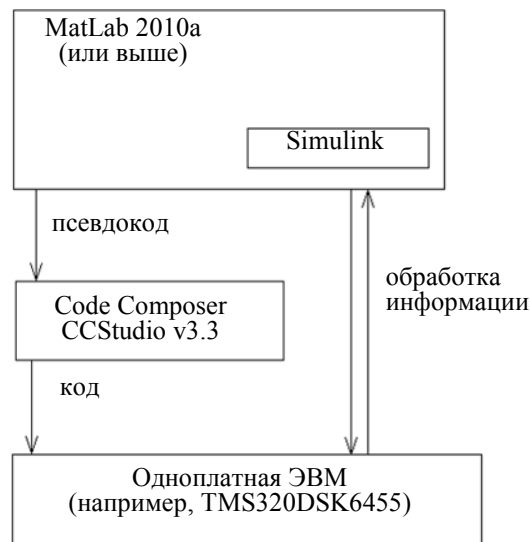 MatLab 2010a
(или выше)
Simulink
псевдокод
обработка
информации
Code Composer
CCStudio v3.3
код
Одноплатная ЭВМ
(например, TMS320DSK6455)